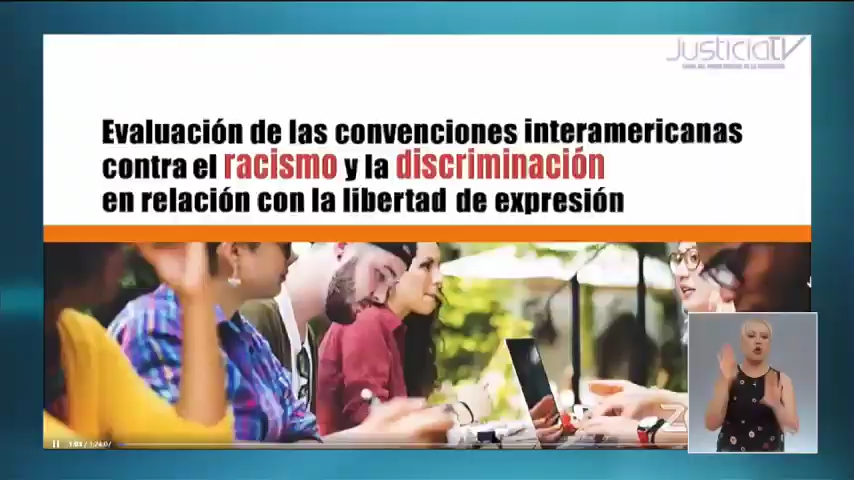 JusticiaTV
Evaluación de las convenciones interamericanas
contra el racismo y la discriminación
en relación con la libertad de expresión